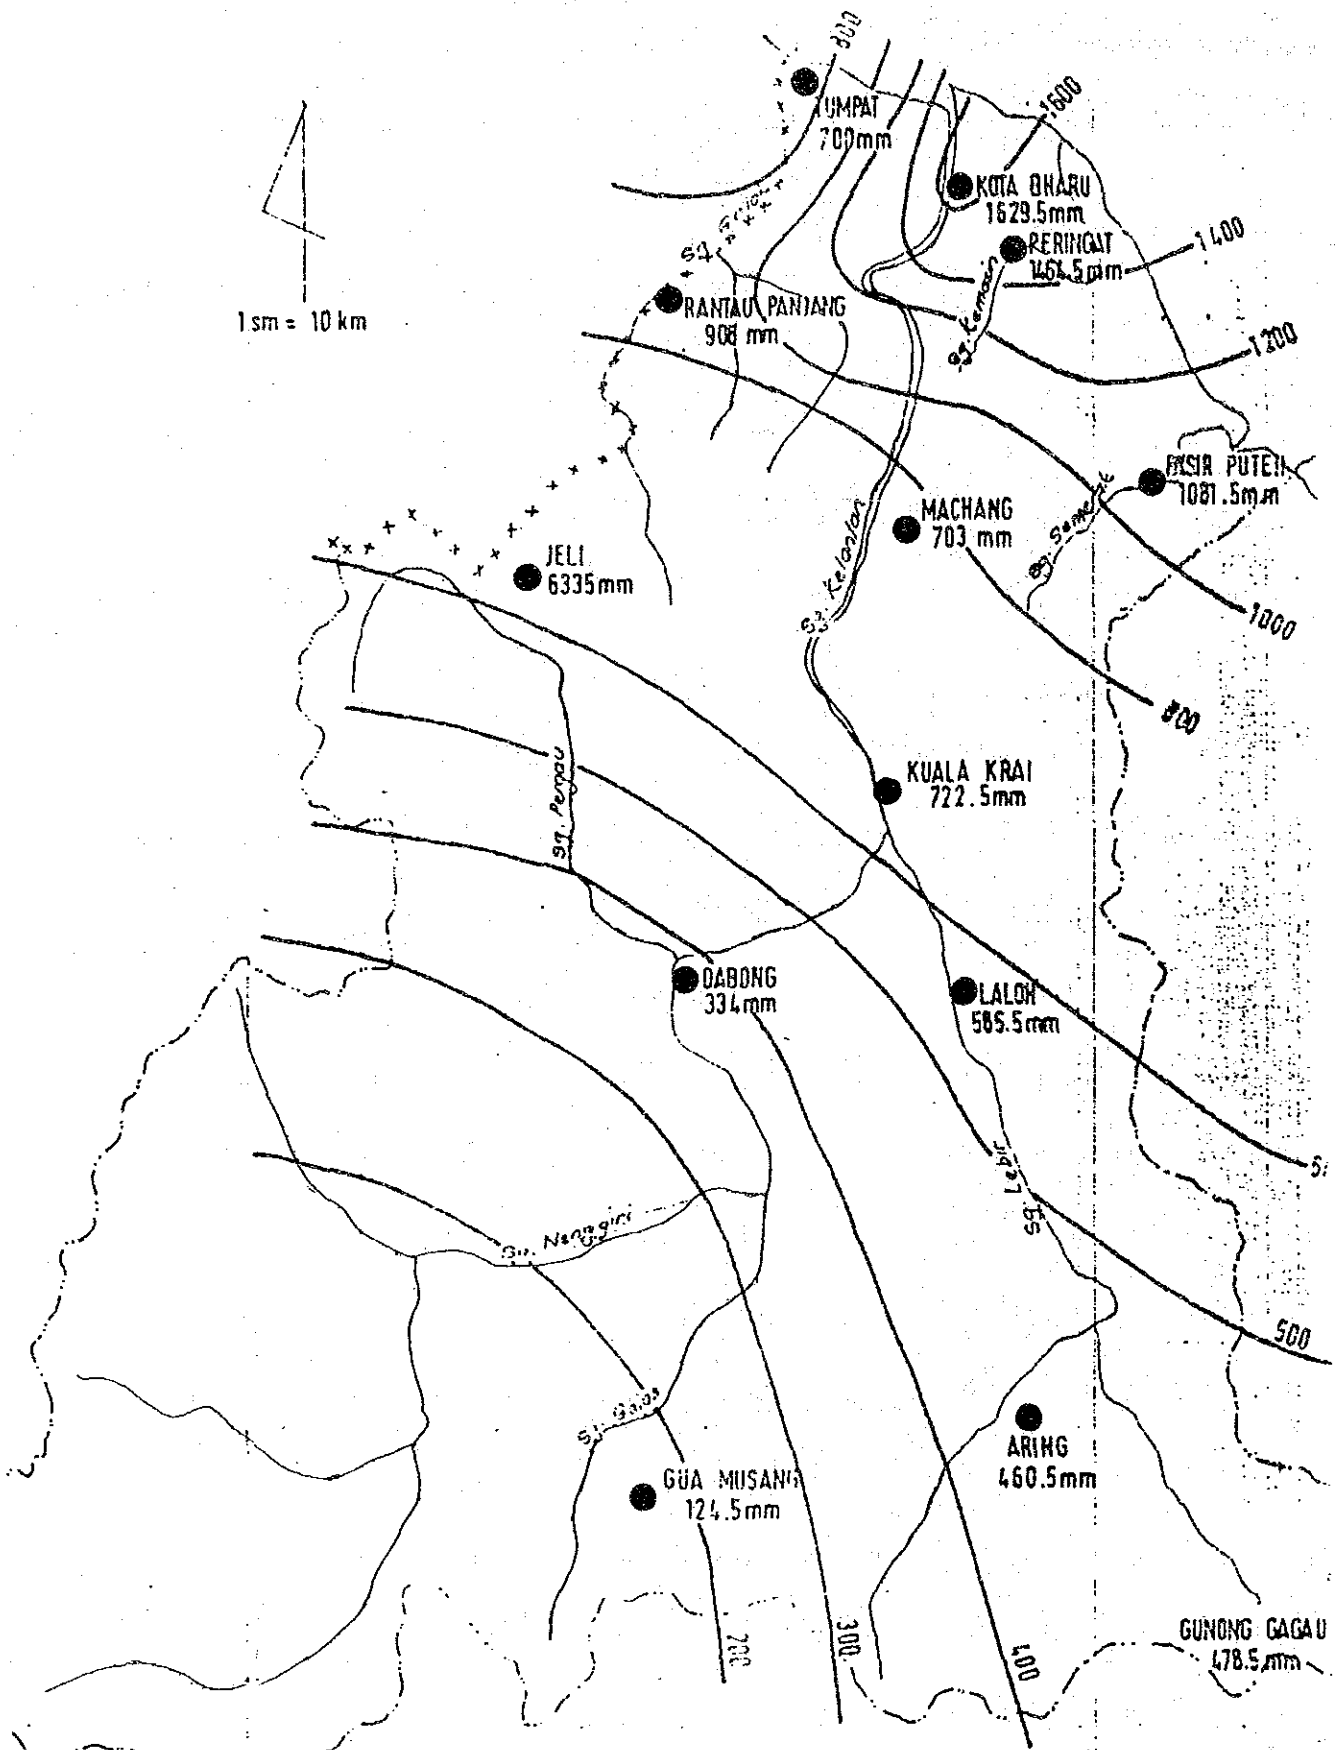 800
TUMPAT
700mm
1600
KOTA BHARU
1629.5mm
1400
PERINGAT
1464.5mm
1 sm = 10 km
RANTAU PANJANG
908 mm
Sg. Kemasin
1200
PASIR PUTEH
1081.5mm
MACHANG
703 mm
Sg. Semerak
JELI
6335mm
Sg. Kelantan
1000
800
KUALA KRAI
722.5mm
Sg. Pergau
DABONG
334mm
LALOH
585.5mm
Sg. Lebir
Sg. Nenggiri
500
Sg. Galas
ARING
460.5mm
GUA MUSANG
124.5mm
200
300
400
GUNONG GAGAU
478.5mm